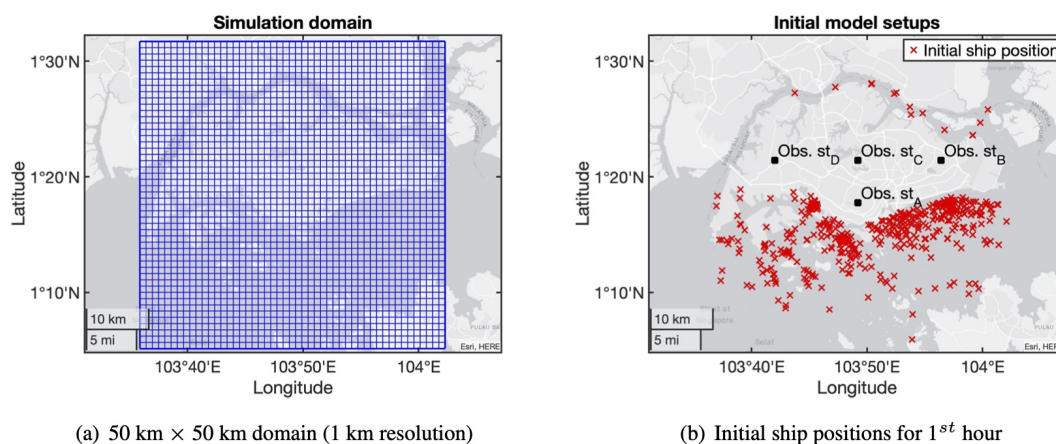 Simulation domain
1°30'N
1°20'N
1°10'N
Latitude
10 km
5 mi
Esri, HERE
103°40'E 103°50'E 104°E
Longitude
(a) 50 km × 50 km domain (1 km resolution)
Initial model setups
× Initial ship position
1°30'N
1°20'N
1°10'N
Latitude
Obs. st_D Obs. st_C Obs. st_B
Obs. st_A
10 km
5 mi
Selat
Esri, HERE
103°40'E 103°50'E 104°E
Longitude
(b) Initial ship positions for 1^st hour